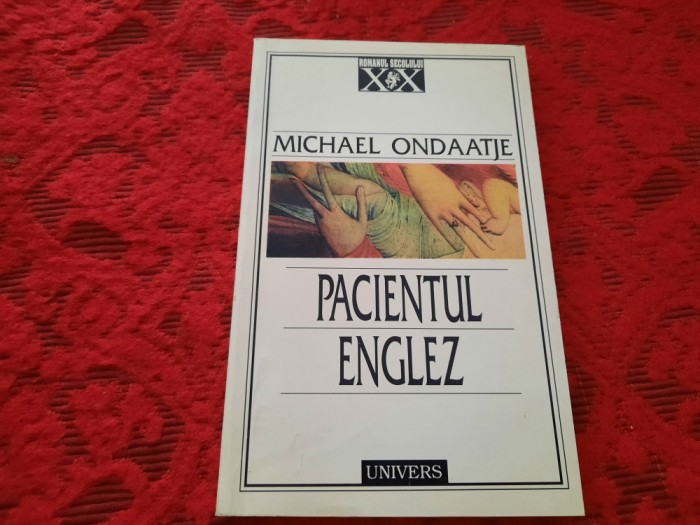 ROMANUL SECOLULUI
XX
MICHAEL ONDAATJE
PACIENTUL
ENGLEZ
UNIVERS